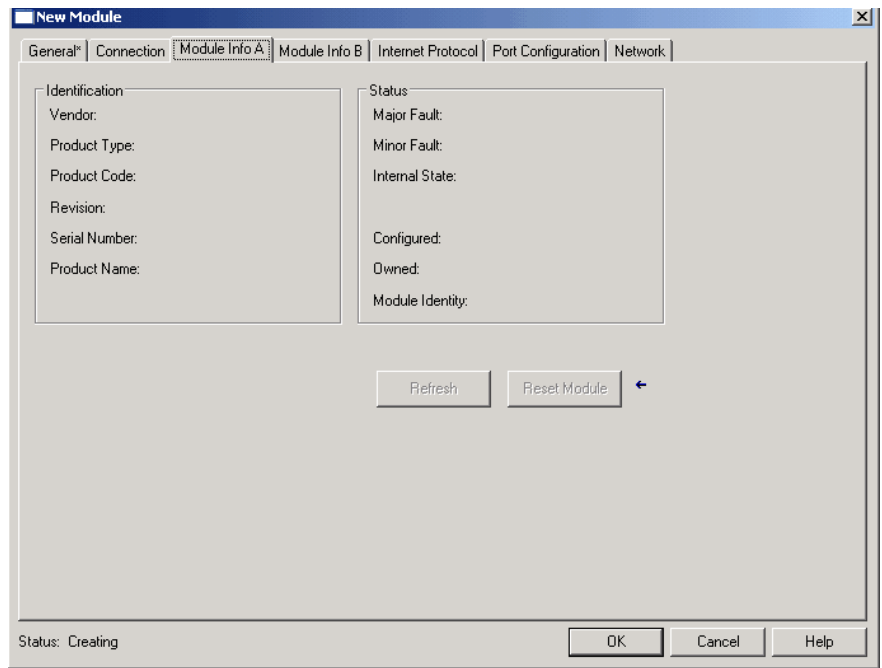 New Module
General* Connection Module Info A Module Info B Internet Protocol Port Configuration Network
Identification
Vendor:
Product Type:
Product Code:
Revision:
Serial Number:
Product Name:
Status
Major Fault:
Minor Fault:
Internal State:
Configured:
Owned:
Module Identity:
Refresh Reset Module
Status: Creating
OK Cancel Help